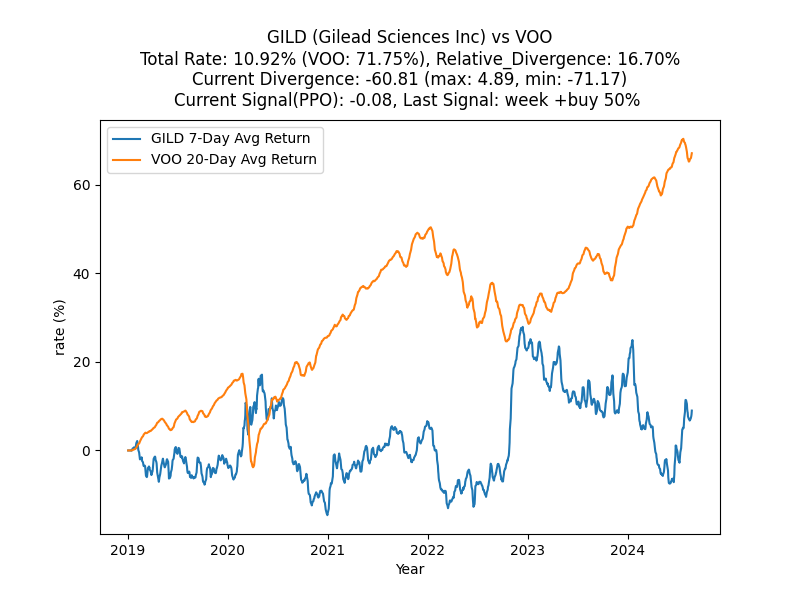 GILD (Gilead Sciences Inc) vs VOO
Total Rate: 10.92% (VOO: 71.75%), Relative_Divergence: 16.70%
Current Divergence: -60.81 (max: 4.89, min: -71.17)
Current Signal(PPO): -0.08, Last Signal: week +buy 50%
GILD 7-Day Avg Return
VOO 20-Day Avg Return
rate (%)
60
40
20
0
2019 2020 2021 2022 2023 2024
Year